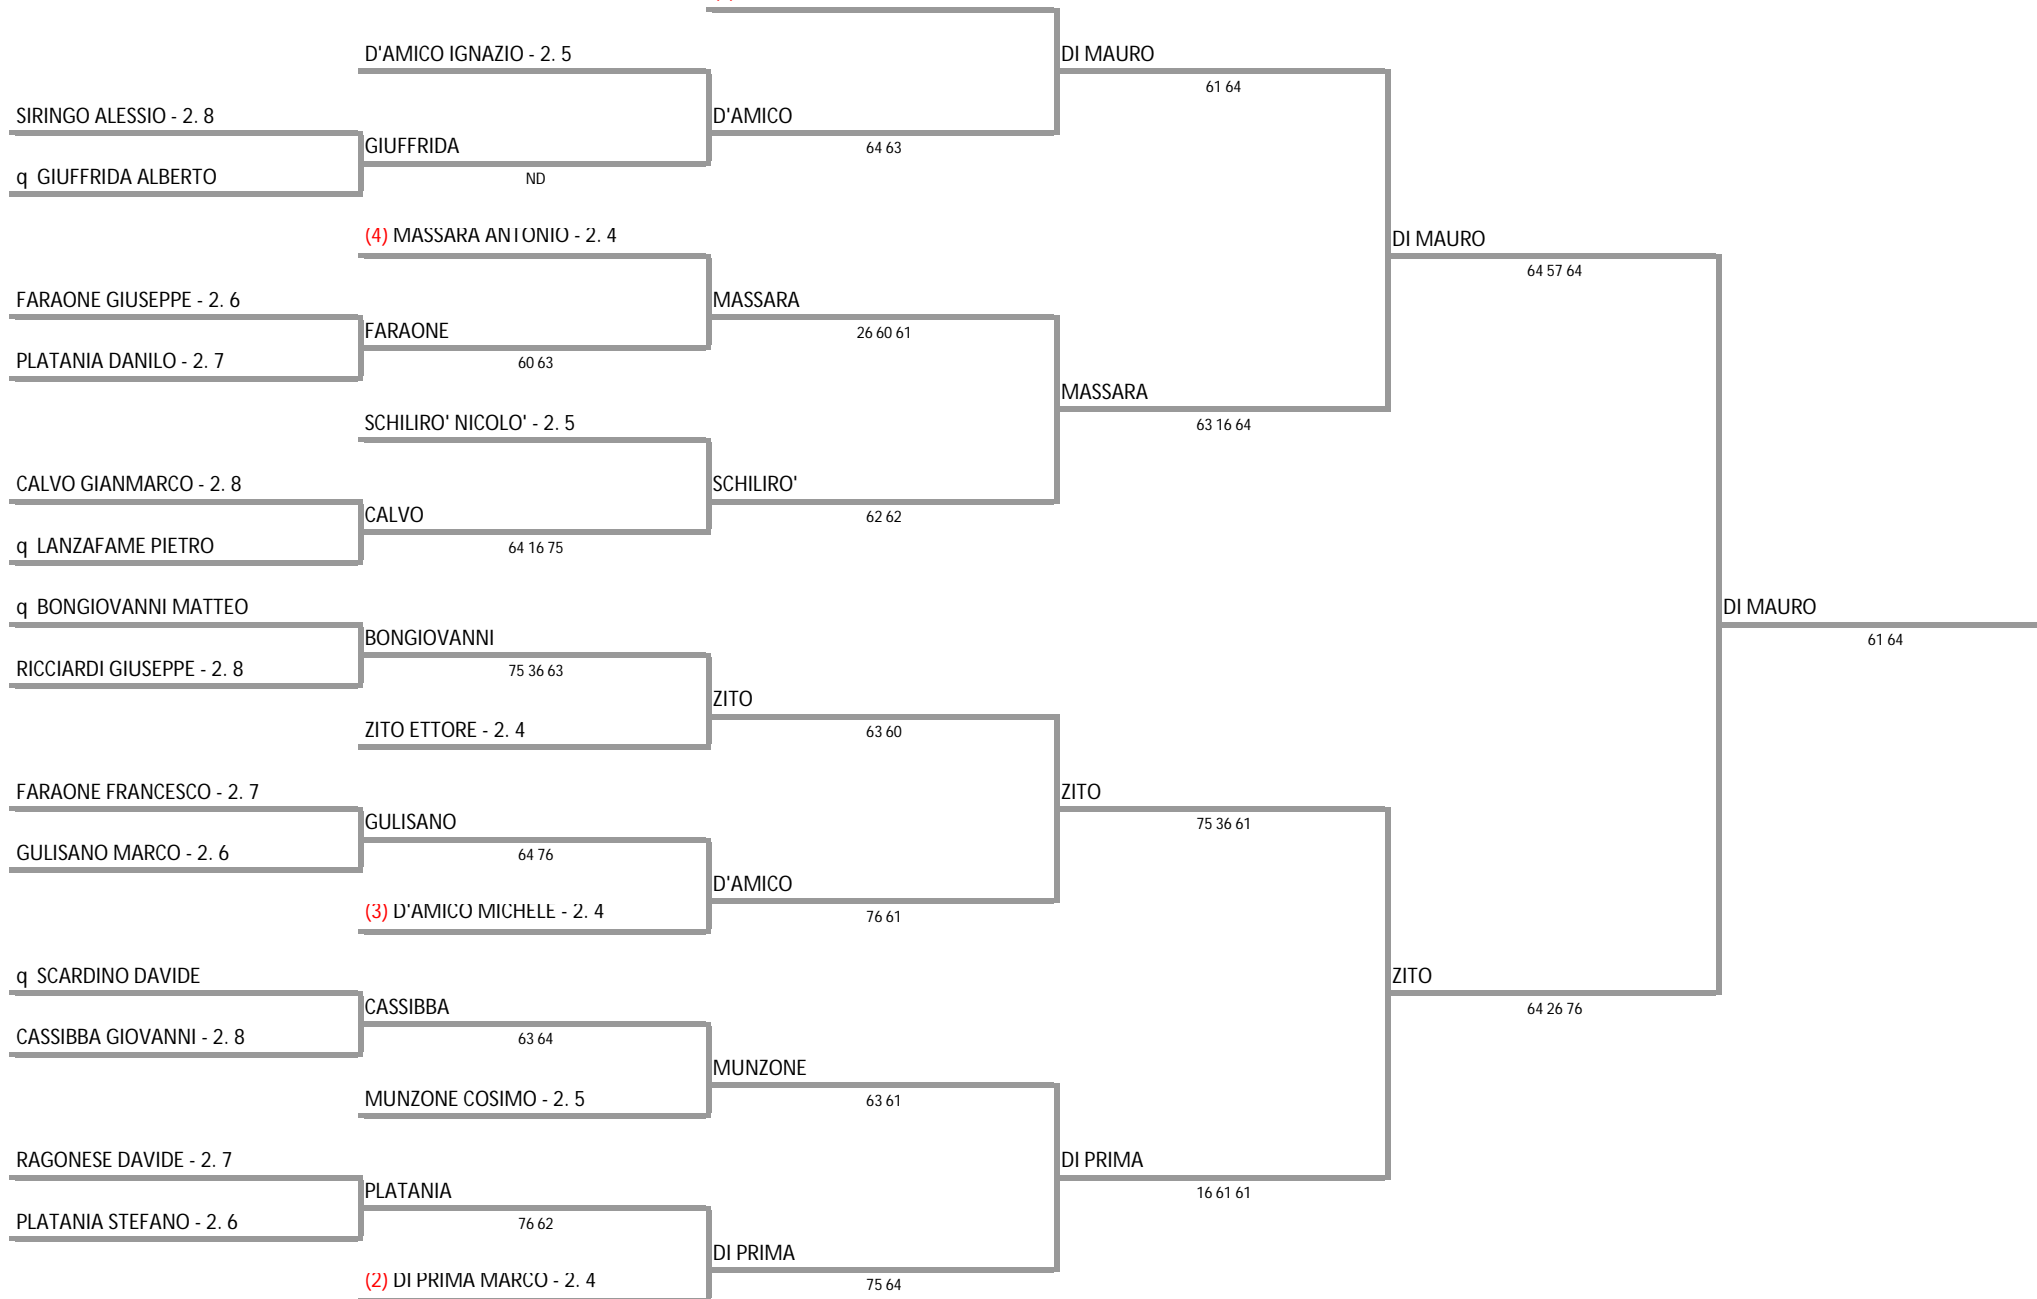 D'AMICO IGNAZIO - 2. 5
DI MAURO
61 64
SIRINGO ALESSIO - 2. 8
D'AMICO
GIUFFRIDA
64 63
q GIUFFRIDA ALBERTO
ND
(4) MASSARA ANTONIO - 2. 4
DI MAURO
64 57 64
FARAONE GIUSEPPE - 2. 6
MASSARA
FARAONE
26 60 61
PLATANIA DANILO - 2. 7
60 63
MASSARA
SCHILIRO' NICOLO' - 2. 5
63 16 64
CALVO GIANMARCO - 2. 8
SCHILIRO'
CALVO
62 62
q LANZAFAME PIETRO
64 16 75
q BONGIOVANNI MATTEO
DI MAURO
BONGIOVANNI
61 64
RICCIARDI GIUSEPPE - 2. 8
75 36 63
ZITO
ZITO ETTORE - 2. 4
63 60
FARAONE FRANCESCO - 2. 7
ZITO
GULISANO
75 36 61
GULISANO MARCO - 2. 6
64 76
D'AMICO
(3) D'AMICO MICHELE - 2. 4
76 61
q SCARDINO DAVIDE
ZITO
CASSIBBA
64 26 76
CASSIBBA GIOVANNI - 2. 8
63 64
MUNZONE
MUNZONE COSIMO - 2. 5
63 61
RAGONESE DAVIDE - 2. 7
DI PRIMA
PLATANIA
16 61 61
PLATANIA STEFANO - 2. 6
76 62
DI PRIMA
(2) DI PRIMA MARCO - 2. 4
75 64